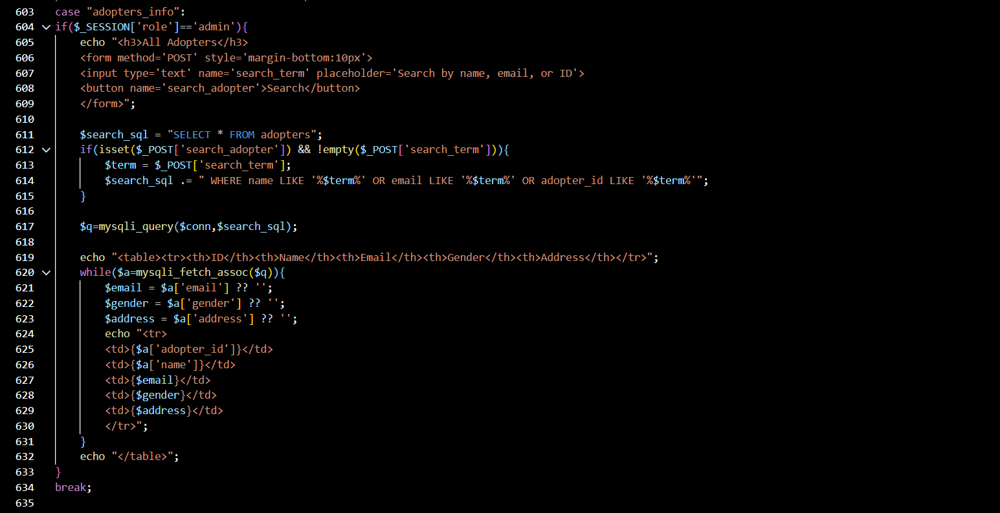 603 case "adopters_info":
604 if($_SESSION['role']=='admin'){
605 echo "<h3>All Adopters</h3>
606 <form method='POST' style='margin-bottom:10px'>
607 <input type='text' name='search_term' placeholder='Search by name, email, or ID'>
608 <button name='search_adopter'>Search</button>
609 </form>";
610
611 $search_sql = "SELECT * FROM adopters";
612 if(isset($_POST['search_adopter']) && !empty($_POST['search_term'])){
613 $term = $_POST['search_term'];
614 $search_sql .= " WHERE name LIKE '%$term%' OR email LIKE '%$term%' OR adopter_id LIKE '%$term%'";
615 }
616
617 $q=mysqli_query($conn,$search_sql);
618
619 echo "<table><tr><th>ID</th><th>Name</th><th>Email</th><th>Gender</th><th>Address</th></tr>";
620 while($a=mysqli_fetch_assoc($q)){
621 $email = $a['email'] ?? '';
622 $gender = $a['gender'] ?? '';
623 $address = $a['address'] ?? '';
624 echo "<tr>
625 <td>{$a['adopter_id']}</td>
626 <td>{$a['name']}</td>
627 <td>{$email}</td>
628 <td>{$gender}</td>
629 <td>{$address}</td>
630 </tr>";
631 }
632 echo "</table>";
633 }
634 break;
635